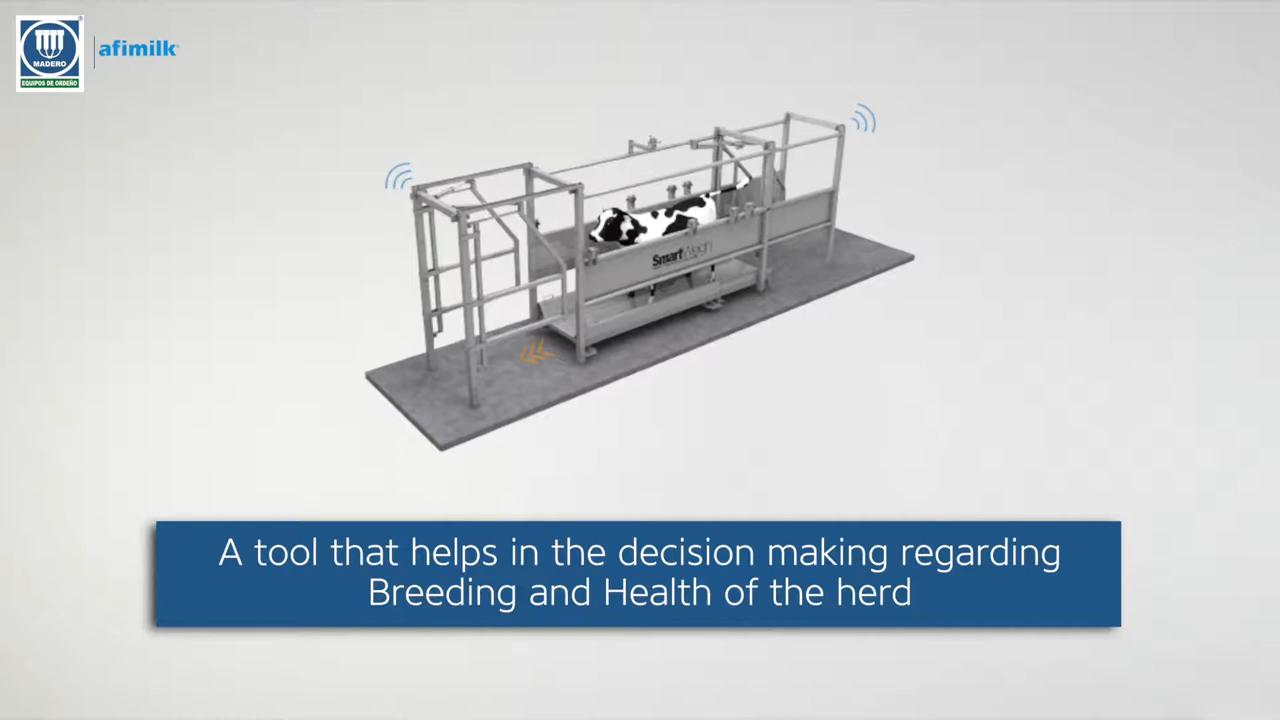 MADERO
EQUIPOS DE ORDEÑO
afimilk
SmartWeigh
A tool that helps in the decision making regarding
Breeding and Health of the herd